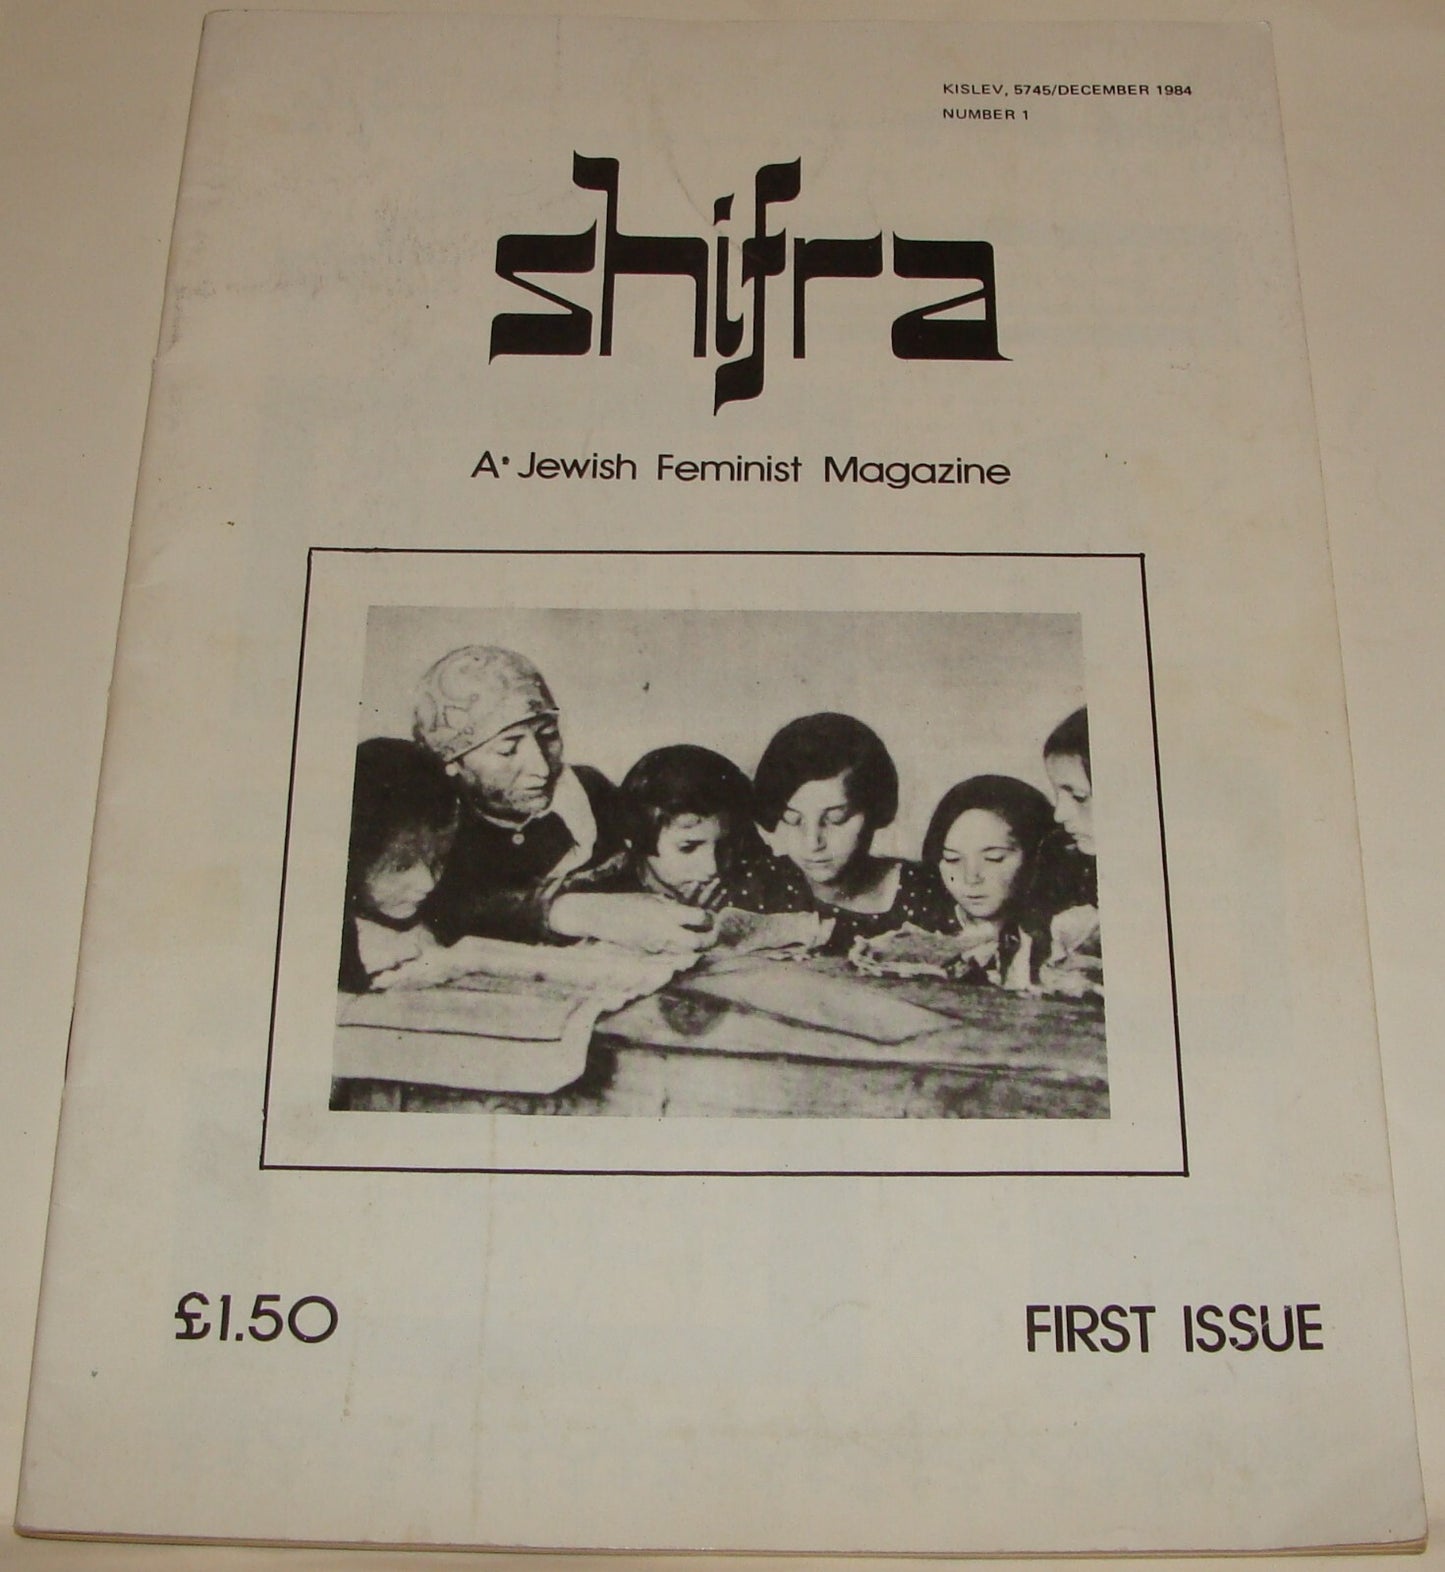 KISLEV, 5745/DECEMBER 1984
NUMBER 1
shifra
A Jewish Feminist Magazine
£1.50
FIRST ISSUE